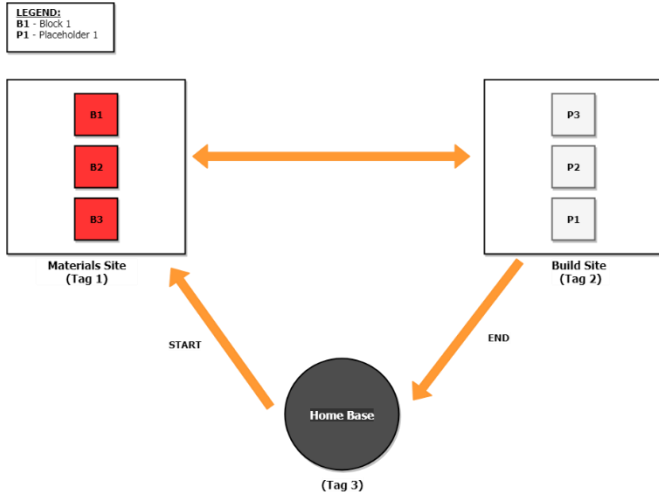 LEGEND:
B1 - Block 1
P1 - Placeholder 1
B1
B2
B3
Materials Site
(Tag 1)
P3
P2
P1
Build Site
(Tag 2)
START
END
Home Base
(Tag 3)